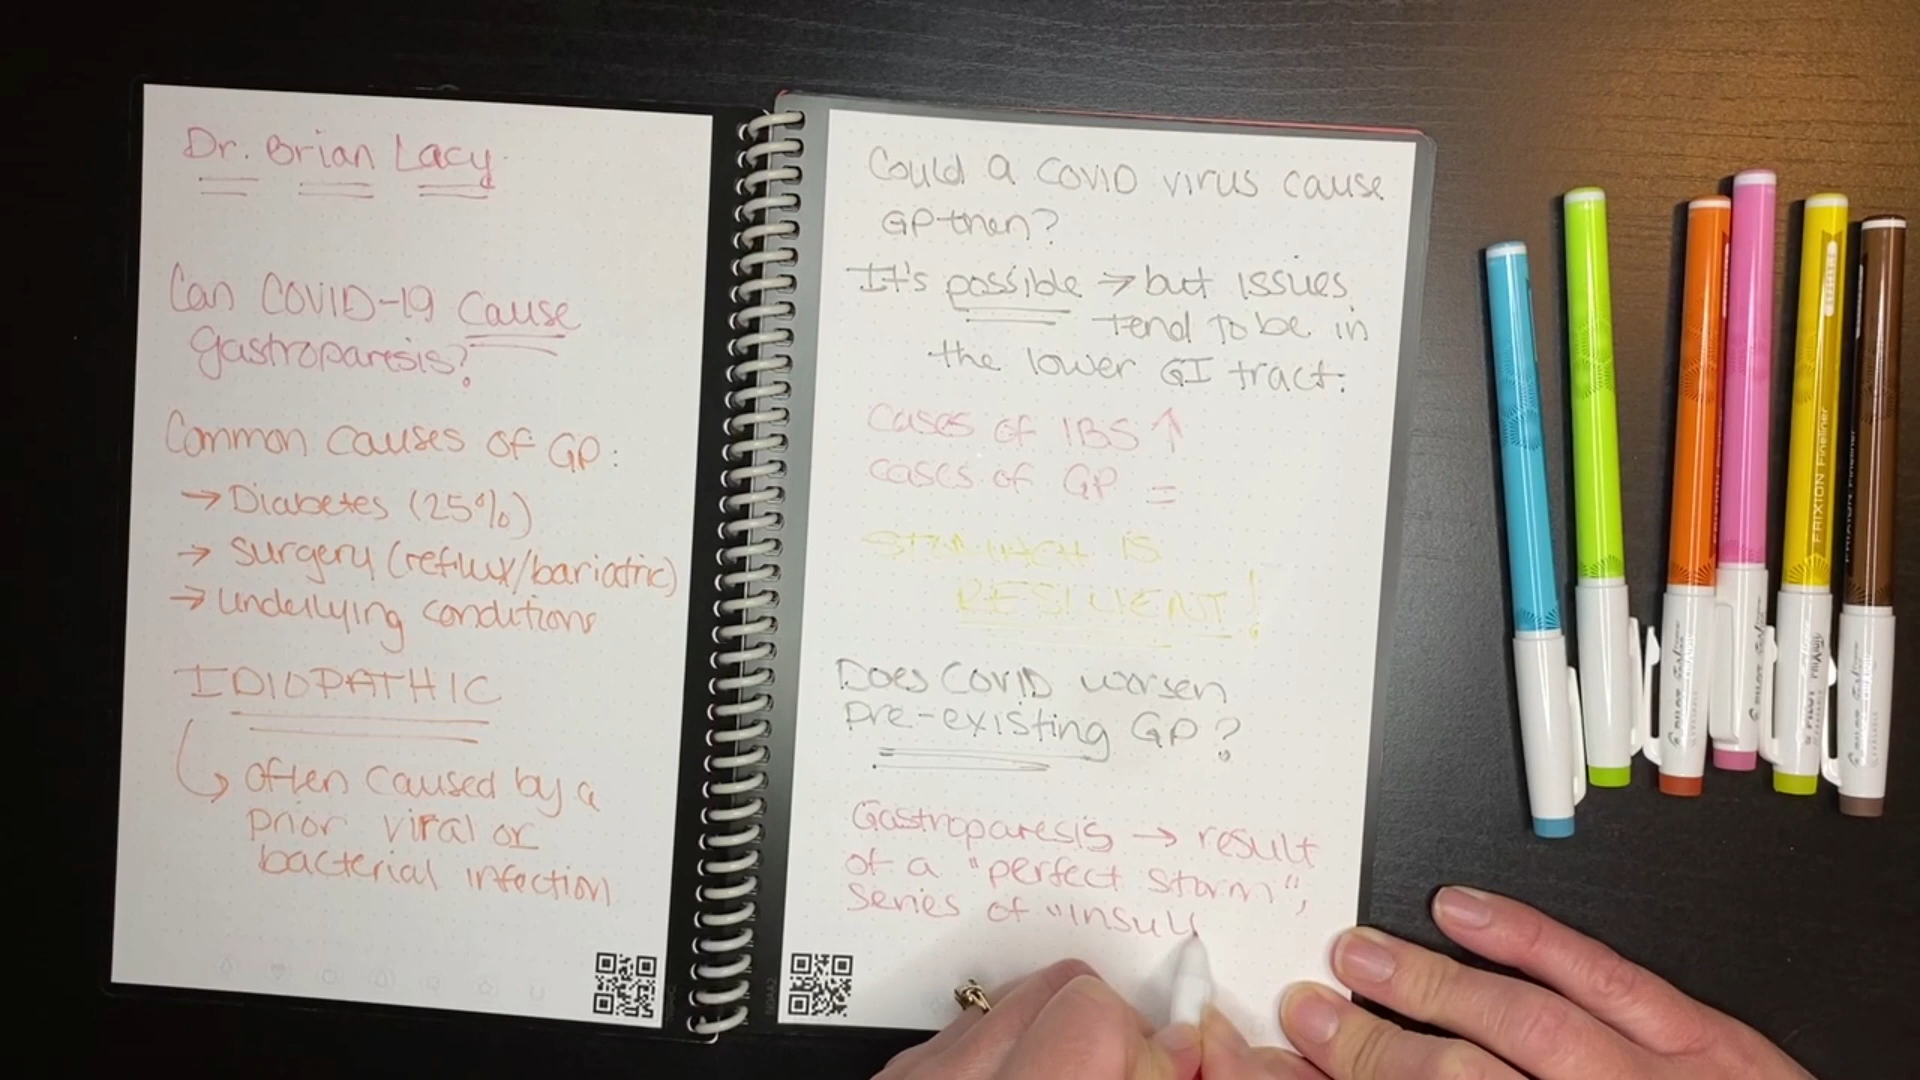 Dr. Brian Lacy
Can COVID-19 Cause
gastroparesis?
Common causes of GP:
→ Diabetes (25%)
→ surgery (reflux/bariatric)
→ underlying conditions
IDIOPATHIC
often caused by a
prior viral or
bacterial infection
Could a COVID virus cause
GP then?
It's possible → but issues
tend to be in
the lower GI tract.
cases of IBS ↑
cases of GP =
STOMACH IS
RESILIENT!
Does COVID worsen
pre-existing GP?
Gastroparesis → result
of a "perfect storm",
series of "insul
FRIXION Fineliner